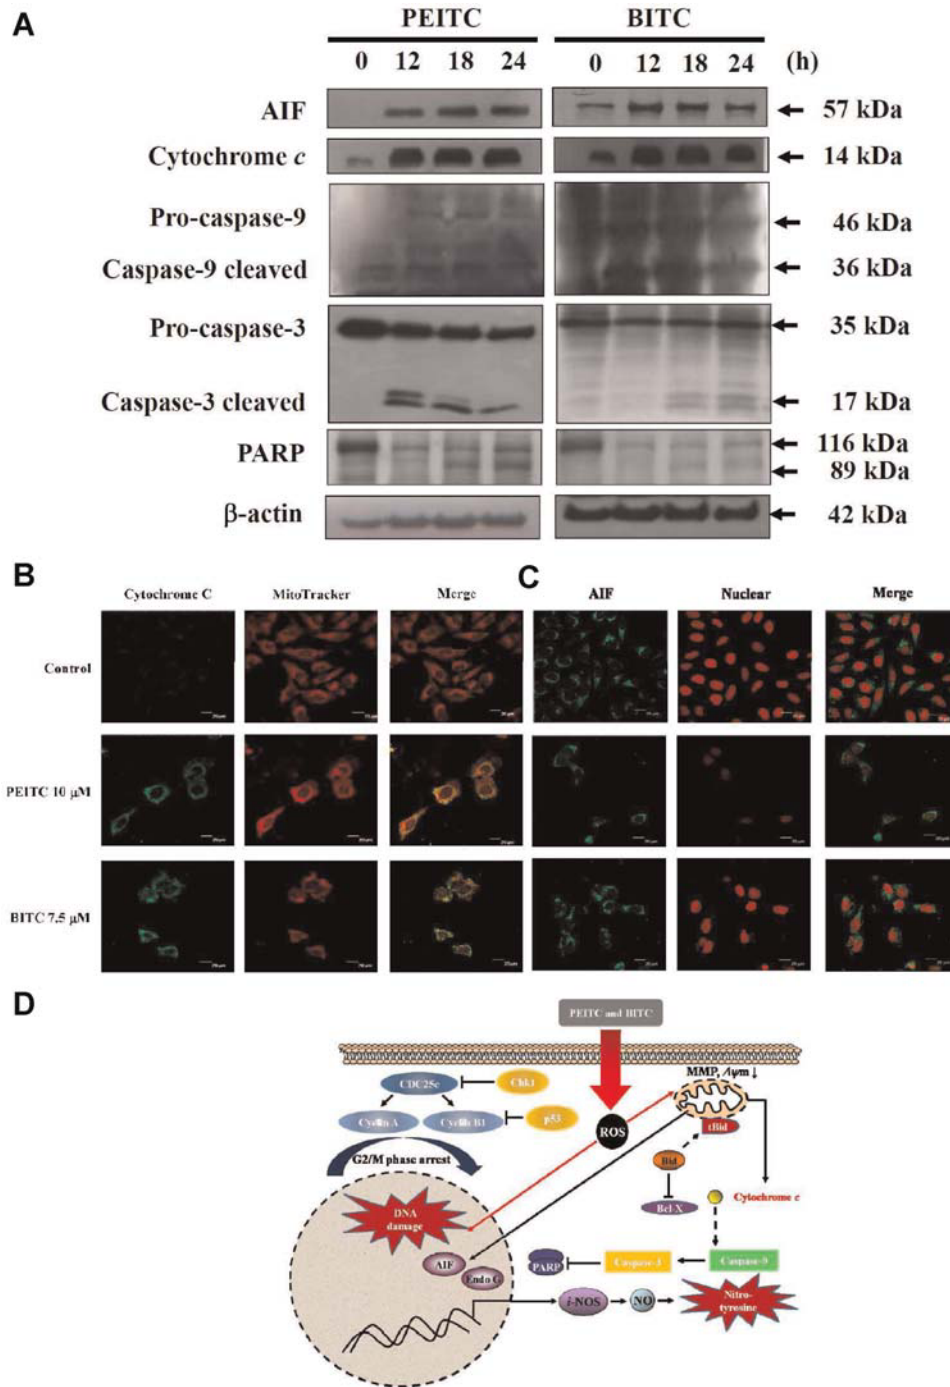 A
PEITC BITC
0 12 18 24 0 12 18 24 (h)
AIF 57 kDa
Cytochrome c 14 kDa
Pro-caspase-9 46 kDa
Caspase-9 cleaved 36 kDa
Pro-caspase-3 35 kDa
Caspase-3 cleaved 17 kDa
PARP 116 kDa
89 kDa
β-actin 42 kDa
B
Cytochrome C MitoTracker Merge
C
AIF Nuclear Merge
Control
PEITC 10 μM
BITC 7.5 μM
D
PEITC and BITC
MMP, Δψm ↓
CDC25c Chk1
Cyclin A Cyclin B1 p53
ROS
tBid
G2/M phase arrest
Bid
Bcl-X
Cytochrome c
DNA
damage
AIF
Endo G
PARP Caspase-3 Caspase-9
i-NOS NO Nitro-
tyrosine